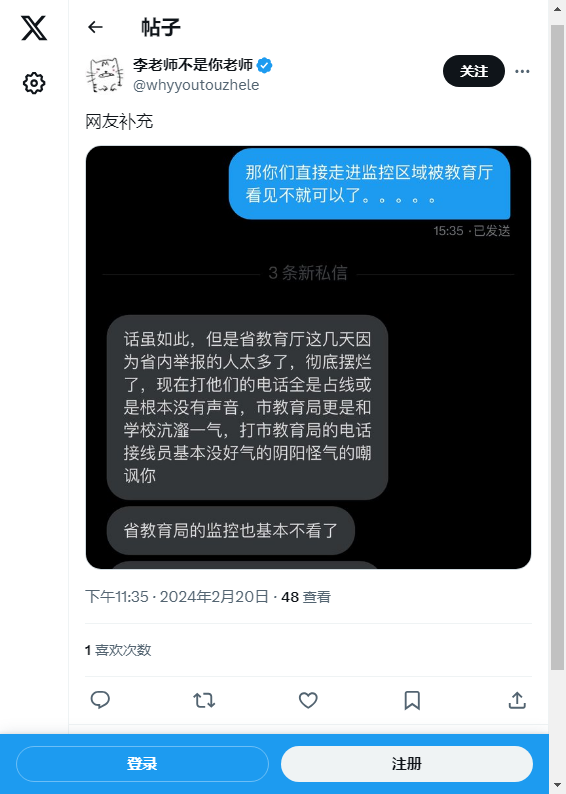 帖子
李老师不是你老师
@whyyoutouzhele
关注
网友补充
那你们直接走进监控区域被教育厅
看见不就可以了。。。。。
15:35 · 已发送
3 条新私信
话虽如此，但是省教育厅这几天因
为省内举报的人太多了，彻底摆烂
了，现在打他们的电话全是占线或
是根本没有声音，市教育局更是和
学校沆瀣一气，打市教育局的电话
接线员基本没好气的阴阳怪气的嘲
讽你
省教育局的监控也基本不看了
下午11:35 · 2024年2月20日 · 48 查看
1 喜欢次数
登录
注册